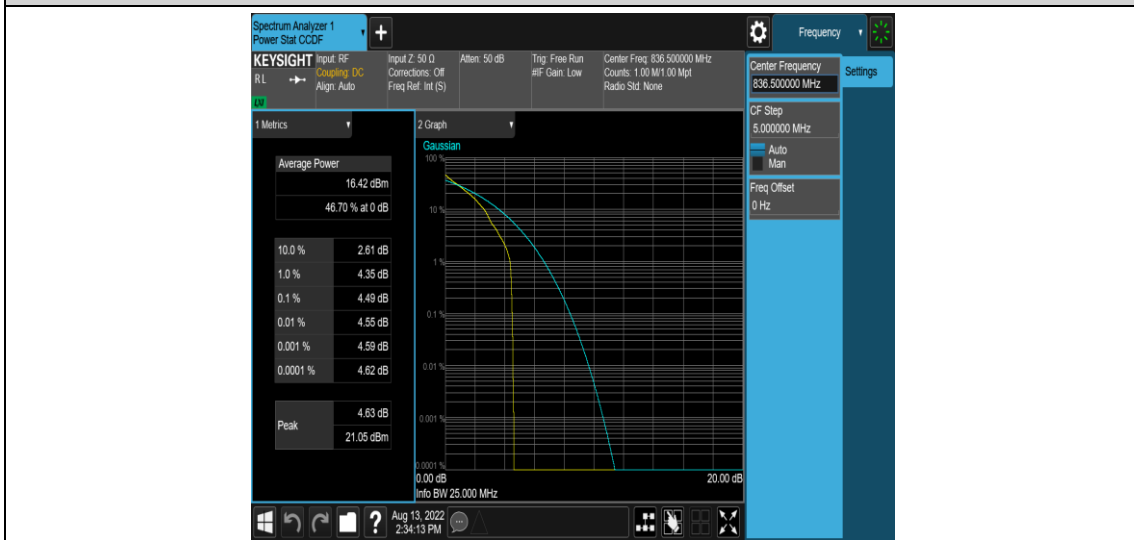 Spectrum Analyzer 1
Power Stat CCDF
+
Frequency
KEYSIGHT
RL
LNI
Input: RF
Coupling: DC
Align: Auto
Input Z: 50 Ω
Corrections: Off
Freq Ref: Int (S)
Atten: 50 dB
Trig: Free Run
#IF Gain: Low
Center Freq: 836.500000 MHz
Counts: 1.00 M/1.00 Mpt
Radio Std: None
Center Frequency
836.500000 MHz
Settings
CF Step
5.000000 MHz
Auto
Man
Freq Offset
0 Hz
1 Metrics
Average Power
16.42 dBm
46.70 % at 0 dB
10.0 % 2.61 dB
1.0 % 4.35 dB
0.1 % 4.49 dB
0.01 % 4.55 dB
0.001 % 4.59 dB
0.0001 % 4.62 dB
Peak 4.63 dB
21.05 dBm
2 Graph
Gaussian
100 %
10 %
1 %
0.1 %
0.01 %
0.001 %
0.0001 %
0.00 dB 20.00 dB
Info BW 25.000 MHz
?
Aug 13, 2022
2:34:13 PM